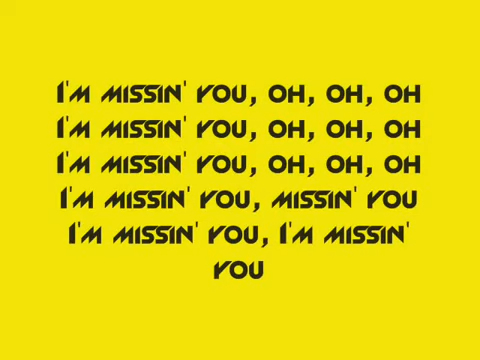 I'M MISSIN' YOU, OH, OH, OH
I'M MISSIN' YOU, OH, OH, OH
I'M MISSIN' YOU, OH, OH, OH
I'M MISSIN' YOU, MISSIN' YOU
I'M MISSIN' YOU, I'M MISSIN'
YOU